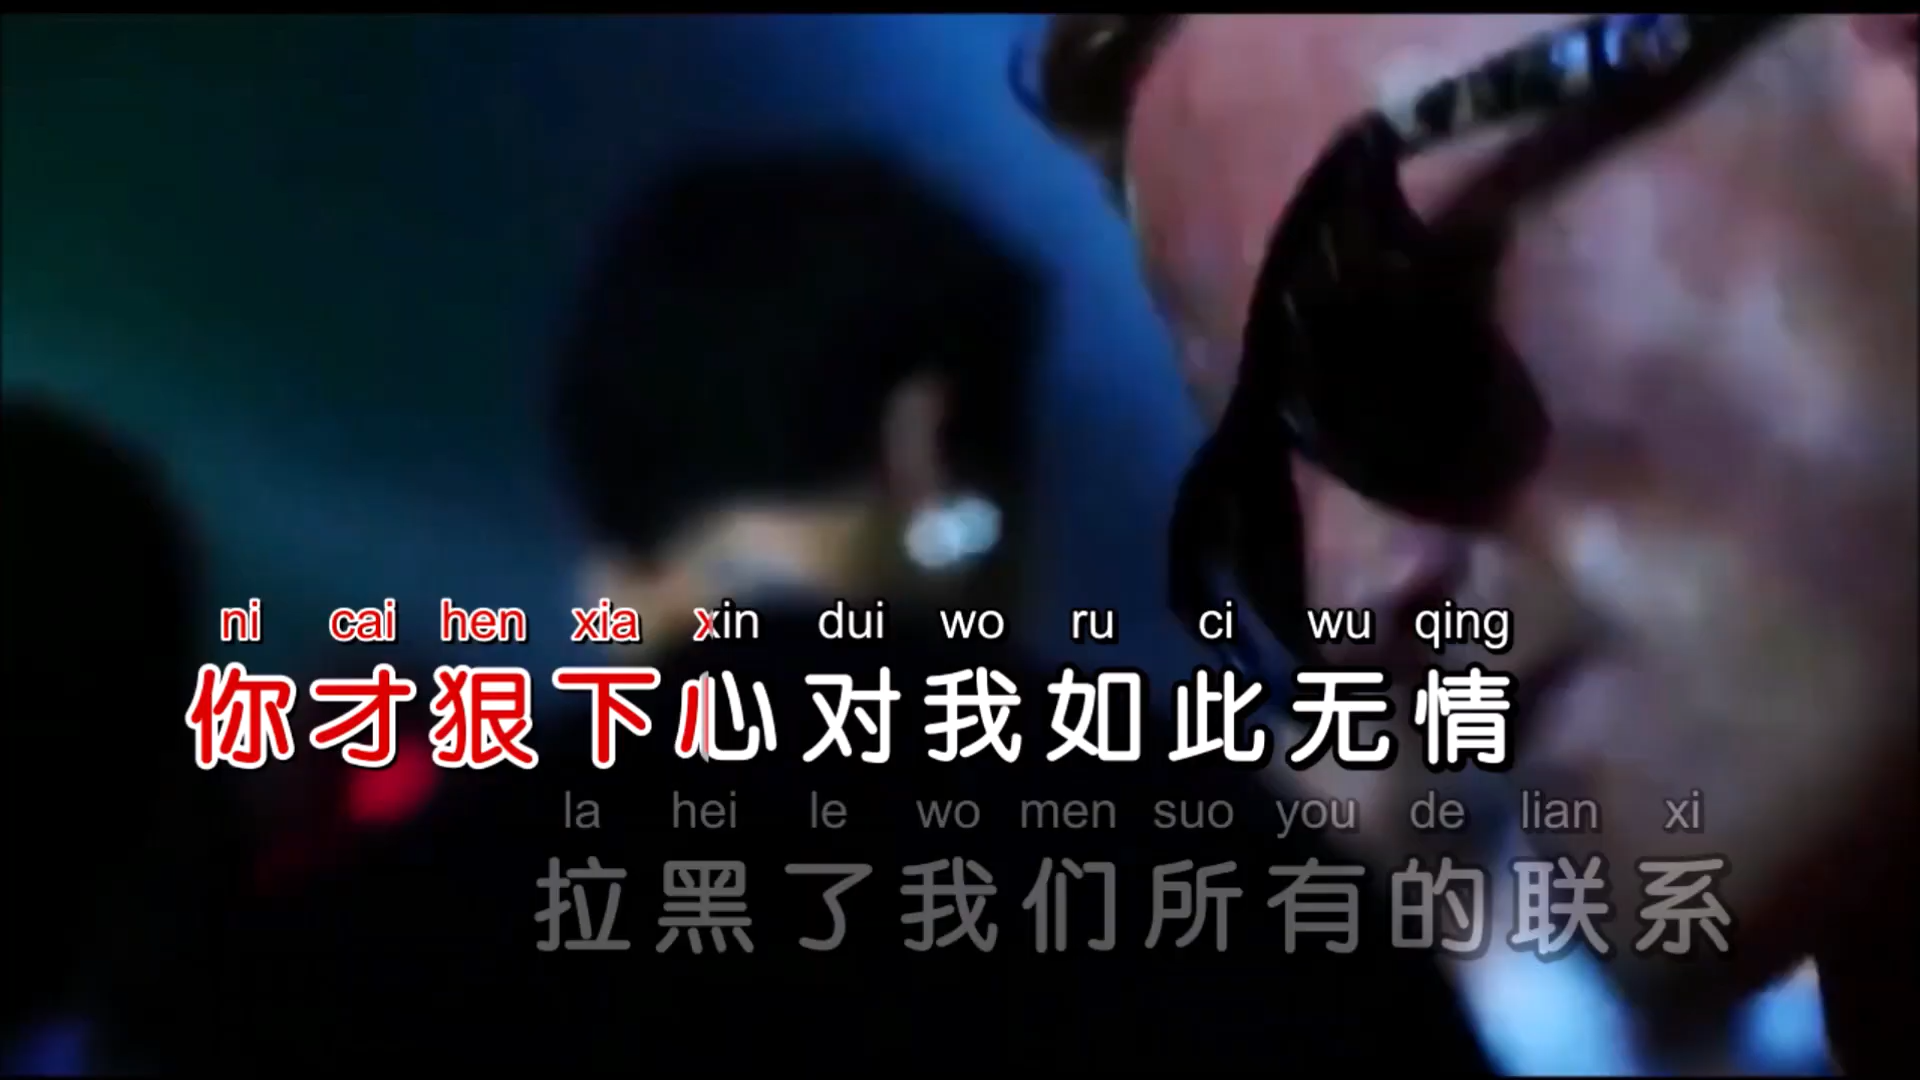 ni cai hen xia xin dui wo ru ci wu qing
你才狠下心对我如此无情
la hei le wo men suo you de lian xi
拉黑了我们所有的联系